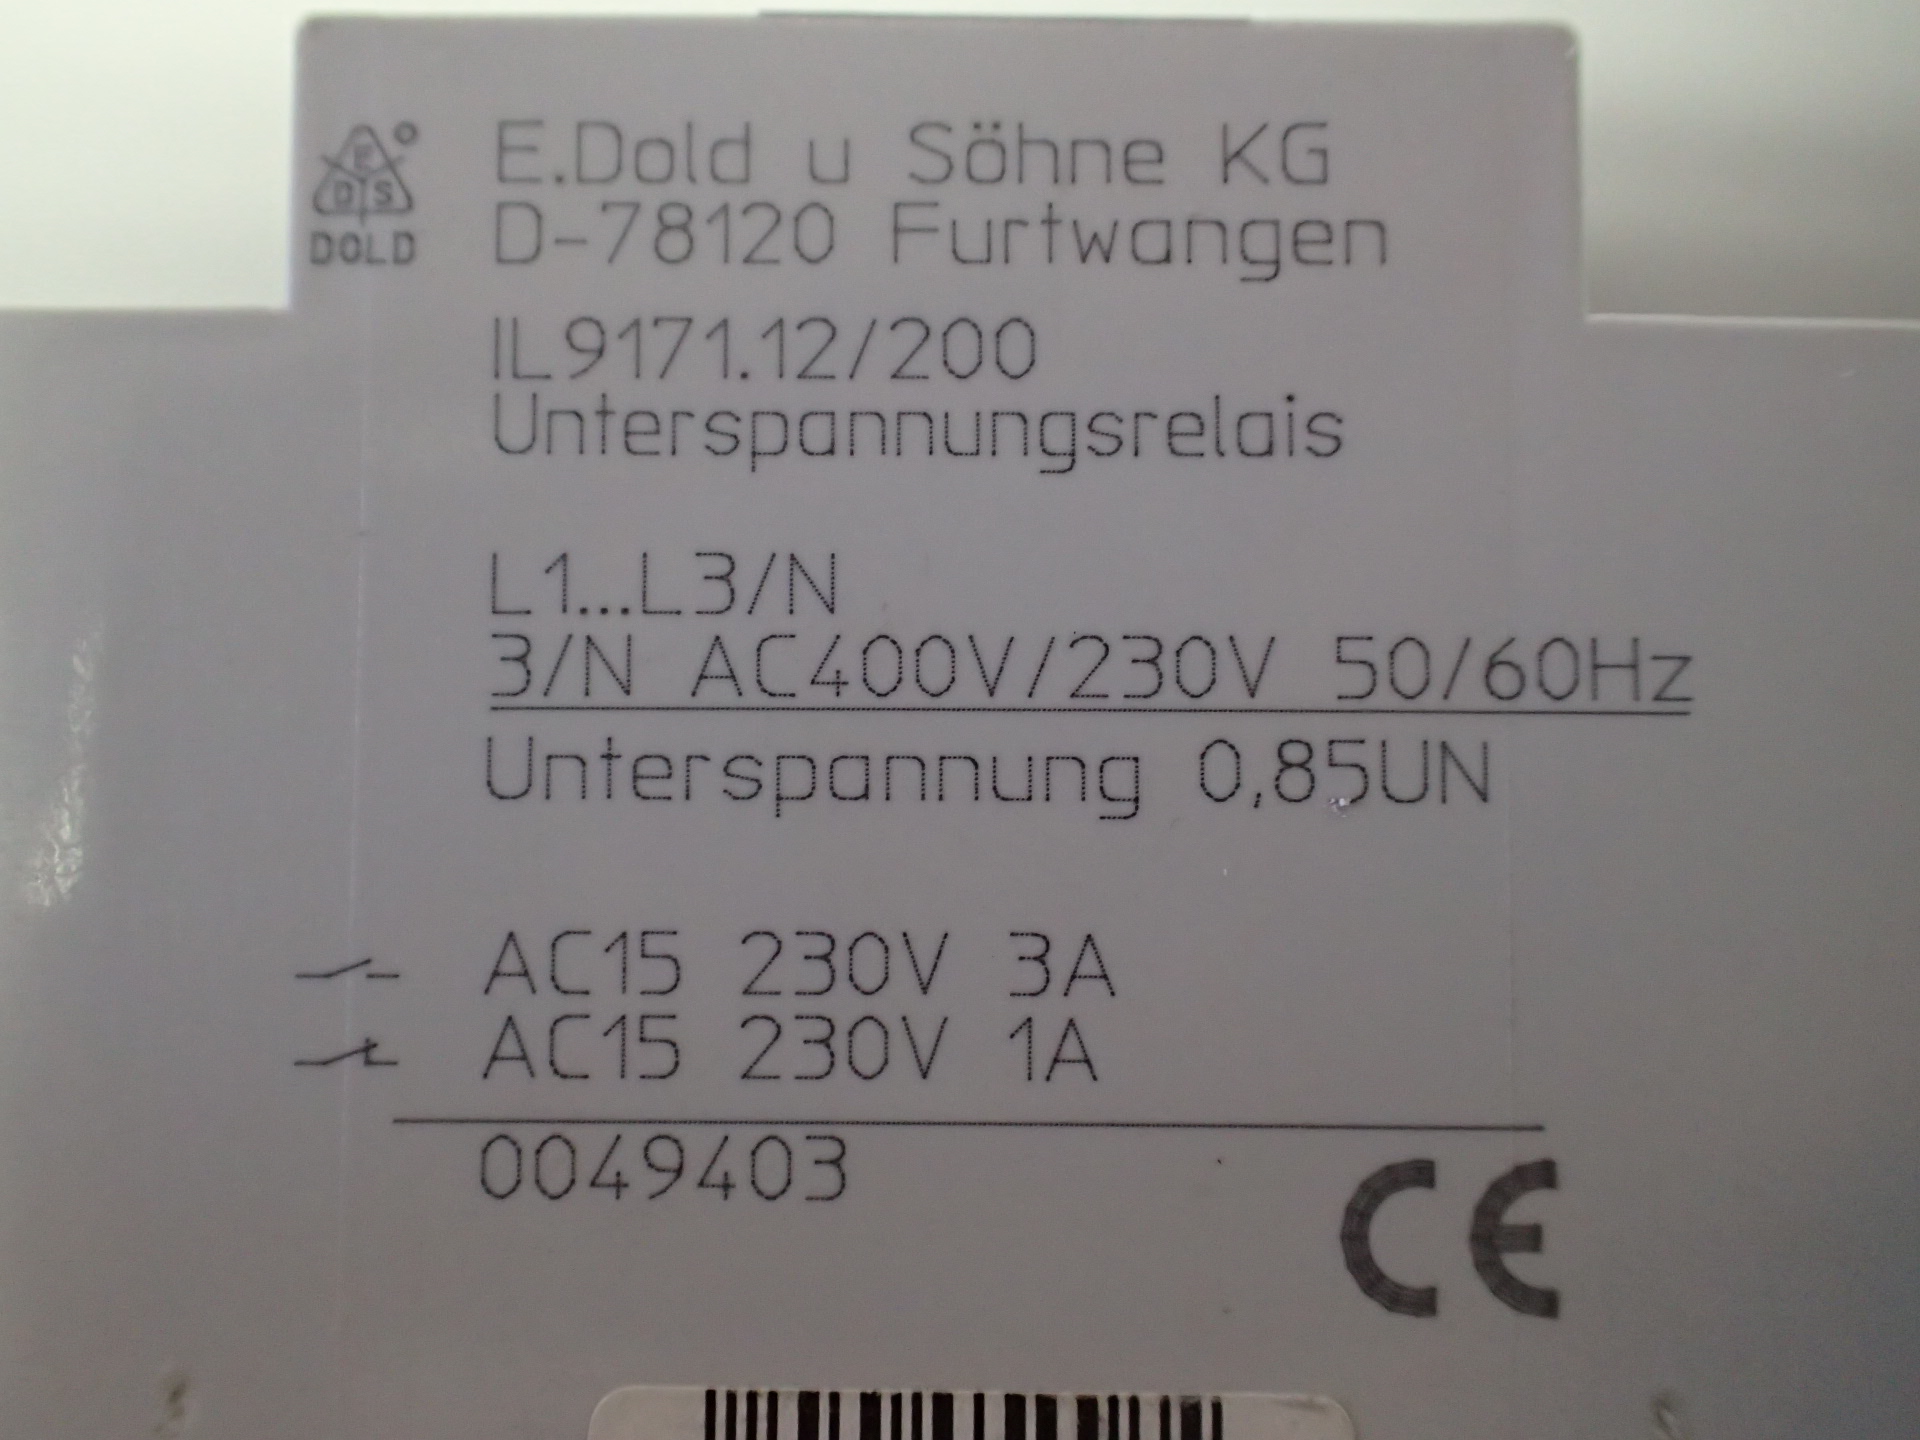 E
D S
DOLD
E.Dold u Söhne KG
D-78120 Furtwangen
IL9171.12/200
Unterspannungsrelais
L1...L3/N
3/N AC400V/230V 50/60Hz
Unterspannung 0,85UN
AC15 230V 3A
AC15 230V 1A
0049403
CE